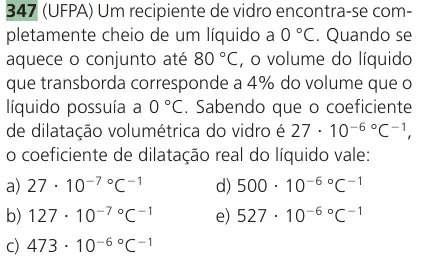 347 (UFPA) Um recipiente de vidro encontra-se com-
pletamente cheio de um líquido a 0 °C. Quando se
aquece o conjunto até 80 °C, o volume do líquido
que transborda corresponde a 4% do volume que o
líquido possuía a 0 °C. Sabendo que o coeficiente
de dilatação volumétrica do vidro é 27 · 10⁻⁶ °C⁻¹,
o coeficiente de dilatação real do líquido vale:
a) 27 · 10⁻⁷ °C⁻¹ d) 500 · 10⁻⁶ °C⁻¹
b) 127 · 10⁻⁷ °C⁻¹ e) 527 · 10⁻⁶ °C⁻¹
c) 473 · 10⁻⁶ °C⁻¹